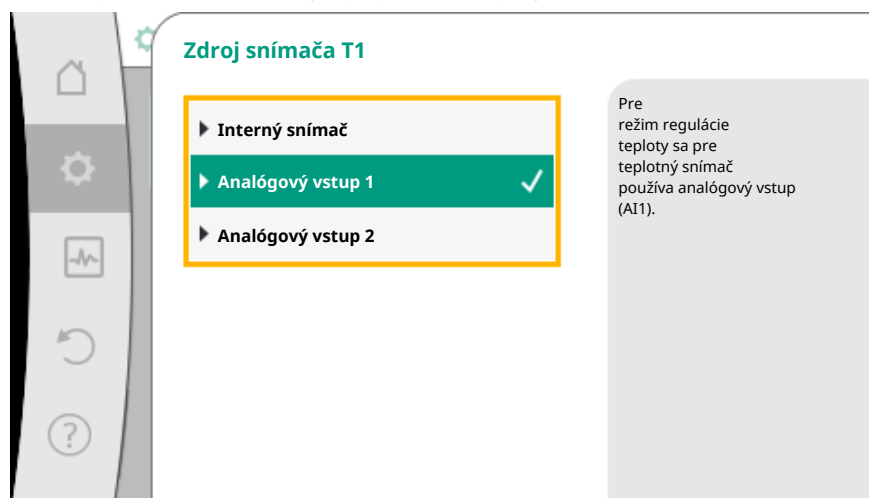 Zdroj snímača T1
Interný snímač
Analógový vstup 1
Analógový vstup 2
Pre
režim regulácie
teploty sa pre
teplotný snímač
používa analógový vstup
(AI1).
?